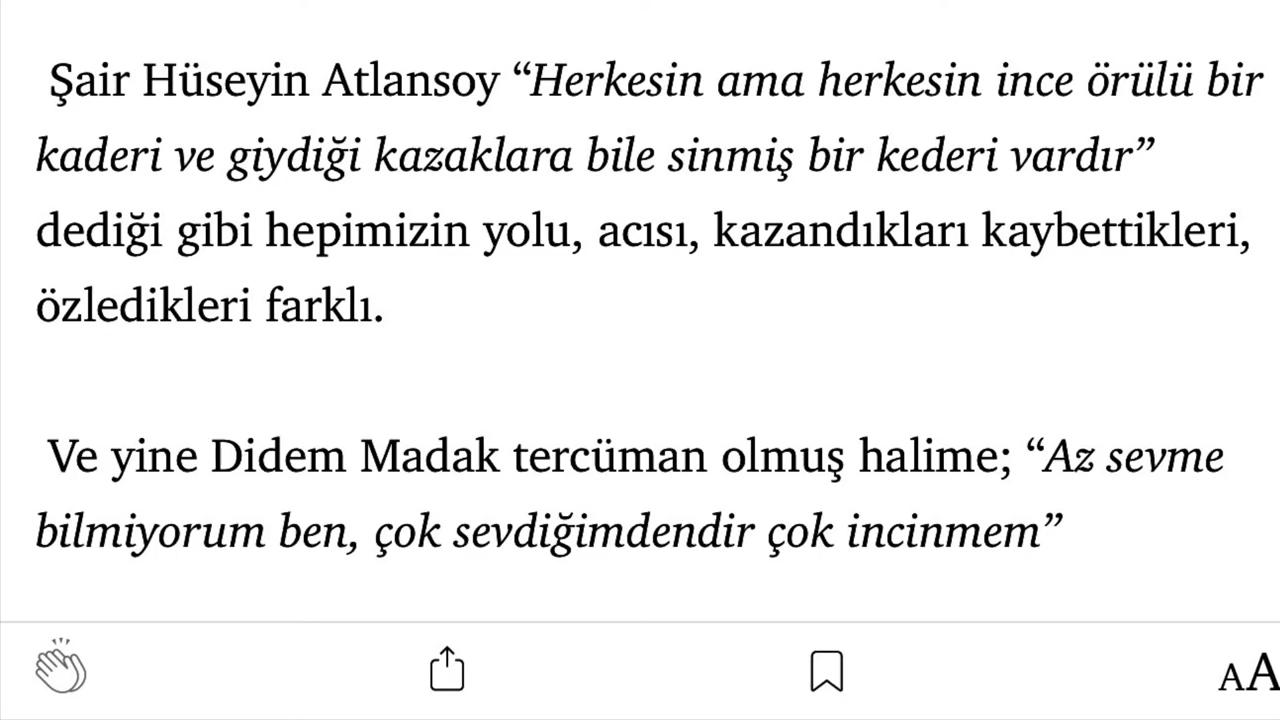 Şair Hüseyin Atlansoy “Herkesin ama herkesin ince örülü bir
kaderi ve giydiği kazaklara bile sinmiş bir kederi vardır”
dediği gibi hepimizin yolu, acısı, kazandıkları kaybettikleri,
özledikleri farklı.
Ve yine Didem Madak tercüman olmuş halime; “Az sevme
bilmiyorum ben, çok sevdiğimdendir çok incinmem”
AA